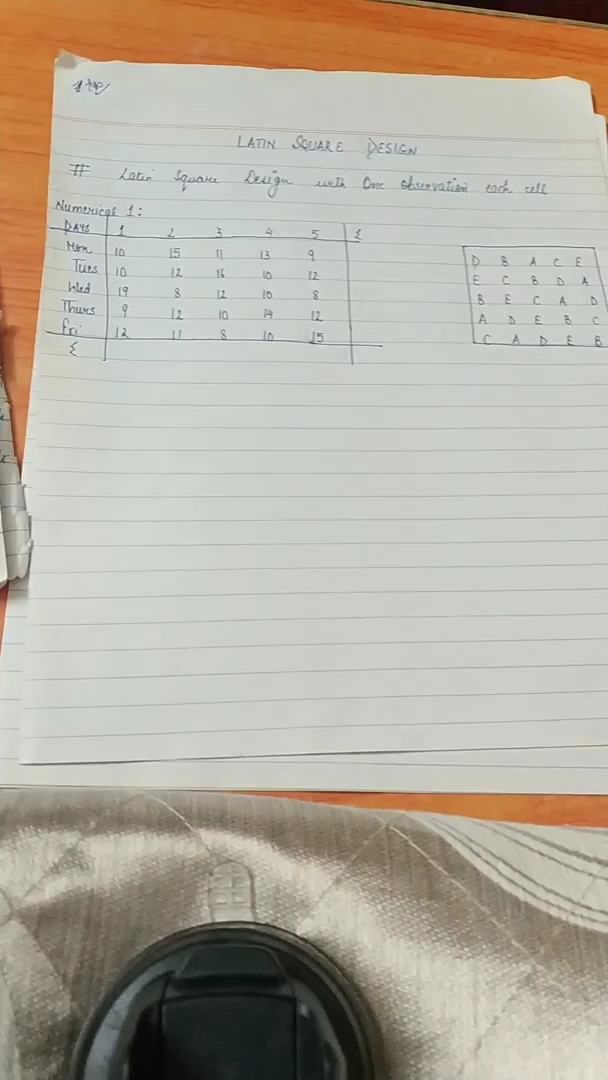 LATIN SQUARE DESIGN
# Latin Square Design with One observation each cell
Numerical 1:
DAYS 1 2 3 4 5 Σ
Mon 10 15 11 13 9
Tues 10 12 16 10 12
Wed 19 8 12 10 8
Thurs 9 12 10 14 12
Fri 12 11 8 10 15
Σ
D B A C E
E C B D A
B E C A D
A D E B C
C A D E B